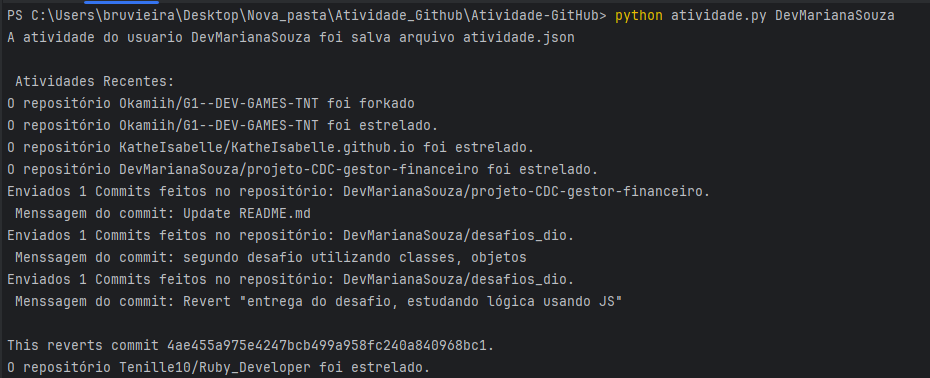 PS C:\Users\bruvieira\Desktop\Nova_pasta\Atividade_Github\Atividade-GitHub> python atividade.py DevMarianaSouza
A atividade do usuario DevMarianaSouza foi salva arquivo atividade.json
Atividades Recentes:
O repositório Okamiih/G1--DEV-GAMES-TNT foi forkado
O repositório Okamiih/G1--DEV-GAMES-TNT foi estrelado.
O repositório KatheIsabelle/KatheIsabelle.github.io foi estrelado.
O repositório DevMarianaSouza/projeto-CDC-gestor-financeiro foi estrelado.
Enviados 1 Commits feitos no repositório: DevMarianaSouza/projeto-CDC-gestor-financeiro.
Menssagem do commit: Update README.md
Enviados 1 Commits feitos no repositório: DevMarianaSouza/desafios_dio.
Menssagem do commit: segundo desafio utilizando classes, objetos
Enviados 1 Commits feitos no repositório: DevMarianaSouza/desafios_dio.
Menssagem do commit: Revert "entrega do desafio, estudando lógica usando JS"
This reverts commit 4ae455a975e4247bcb499a958fc240a840968bc1.
O repositório Tenille10/Ruby_Developer foi estrelado.